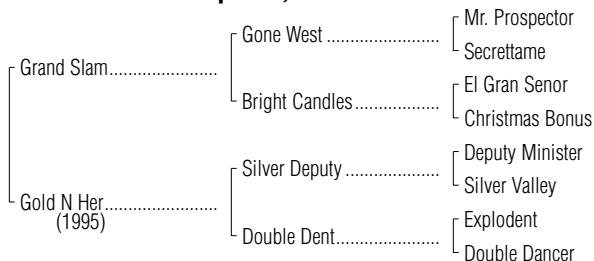 Mr. Prospector
Gone West ........................
Secrettame
Grand Slam.......................
El Gran Senor
Bright Candles ..................
Christmas Bonus
Deputy Minister
Silver Deputy ....................
Silver Valley
Gold N Her........................
(1995)
Explodent
Double Dent......................
Double Dancer